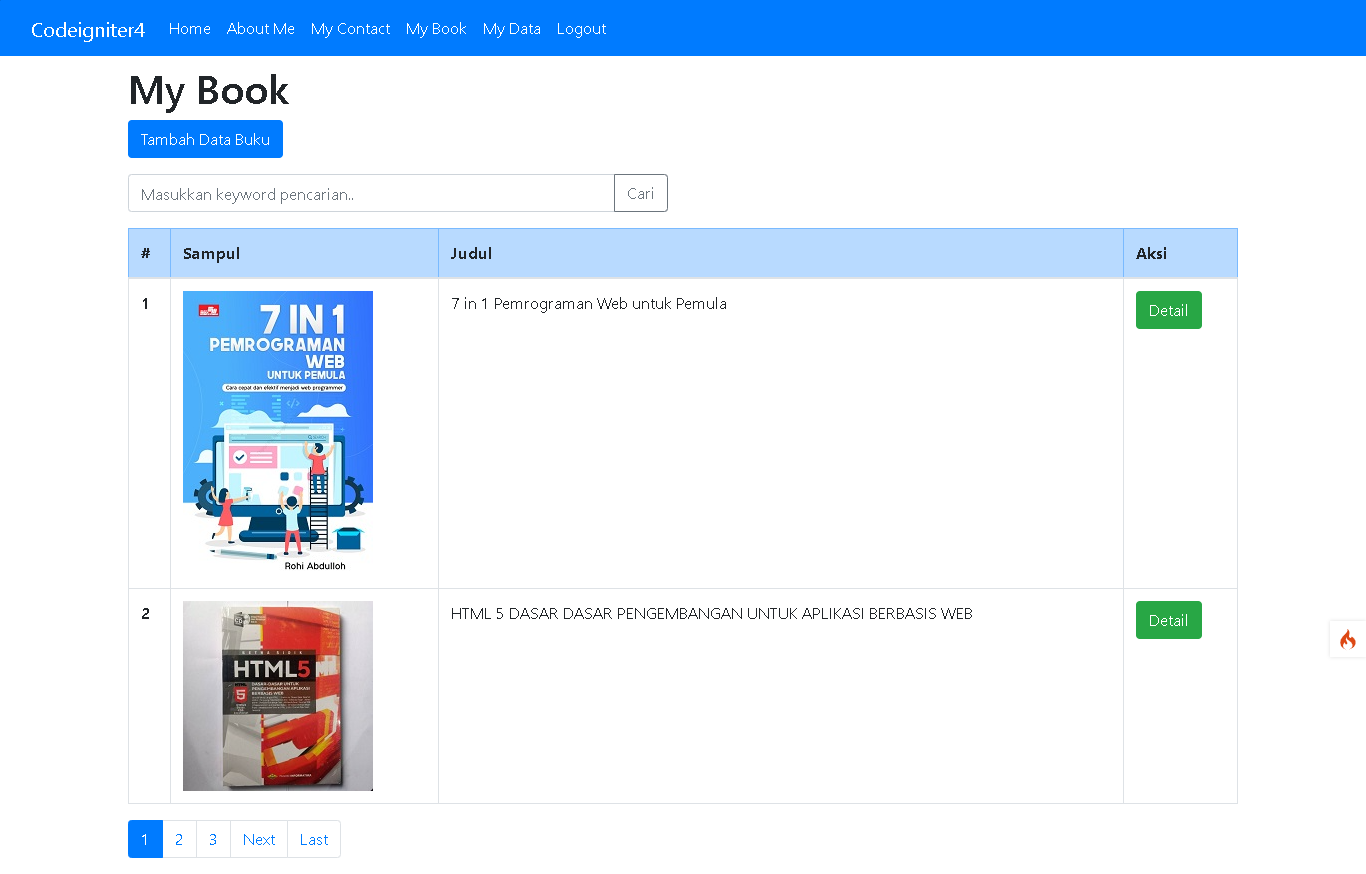 Codeigniter4 Home About Me My Contact My Book My Data Logout
My Book
Tambah Data Buku
Masukkan keyword pencarian.. Cari
# Sampul Judul Aksi
1 7 in 1 Pemrograman Web untuk Pemula Detail
7 IN 1
PEMROGRAMAN
WEB
UNTUK PEMULA
Cara cepat dan efektif menjadi web programmer
Rohi Abdulloh
2 HTML 5 DASAR DASAR PENGEMBANGAN UNTUK APLIKASI BERBASIS WEB Detail
BETHA SIDIK
HTML5
DASAR-DASAR UNTUK
PENGEMBANGAN APLIKASI
BERBASIS WEB
5
1 2 3 Next Last